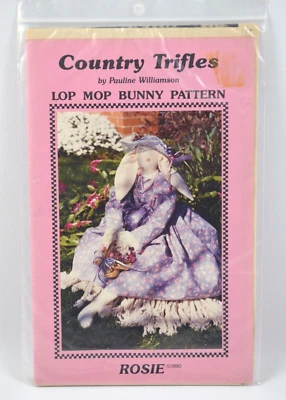 Country Trifles
by Pauline Williamson
LOP MOP BUNNY PATTERN
ROSIE